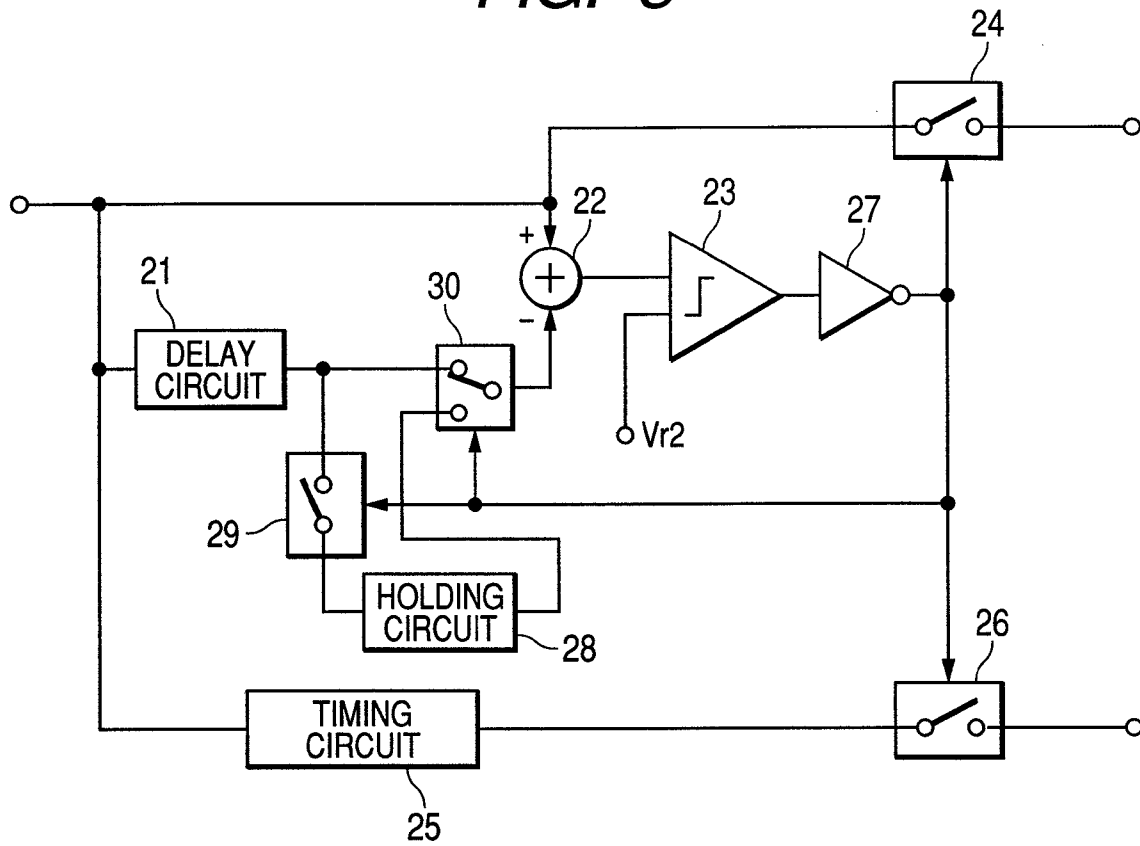 24
22
+
23
27
21
30
DELAY
CIRCUIT
+
-
Vr2
29
HOLDING
CIRCUIT
28
26
TIMING
CIRCUIT
25